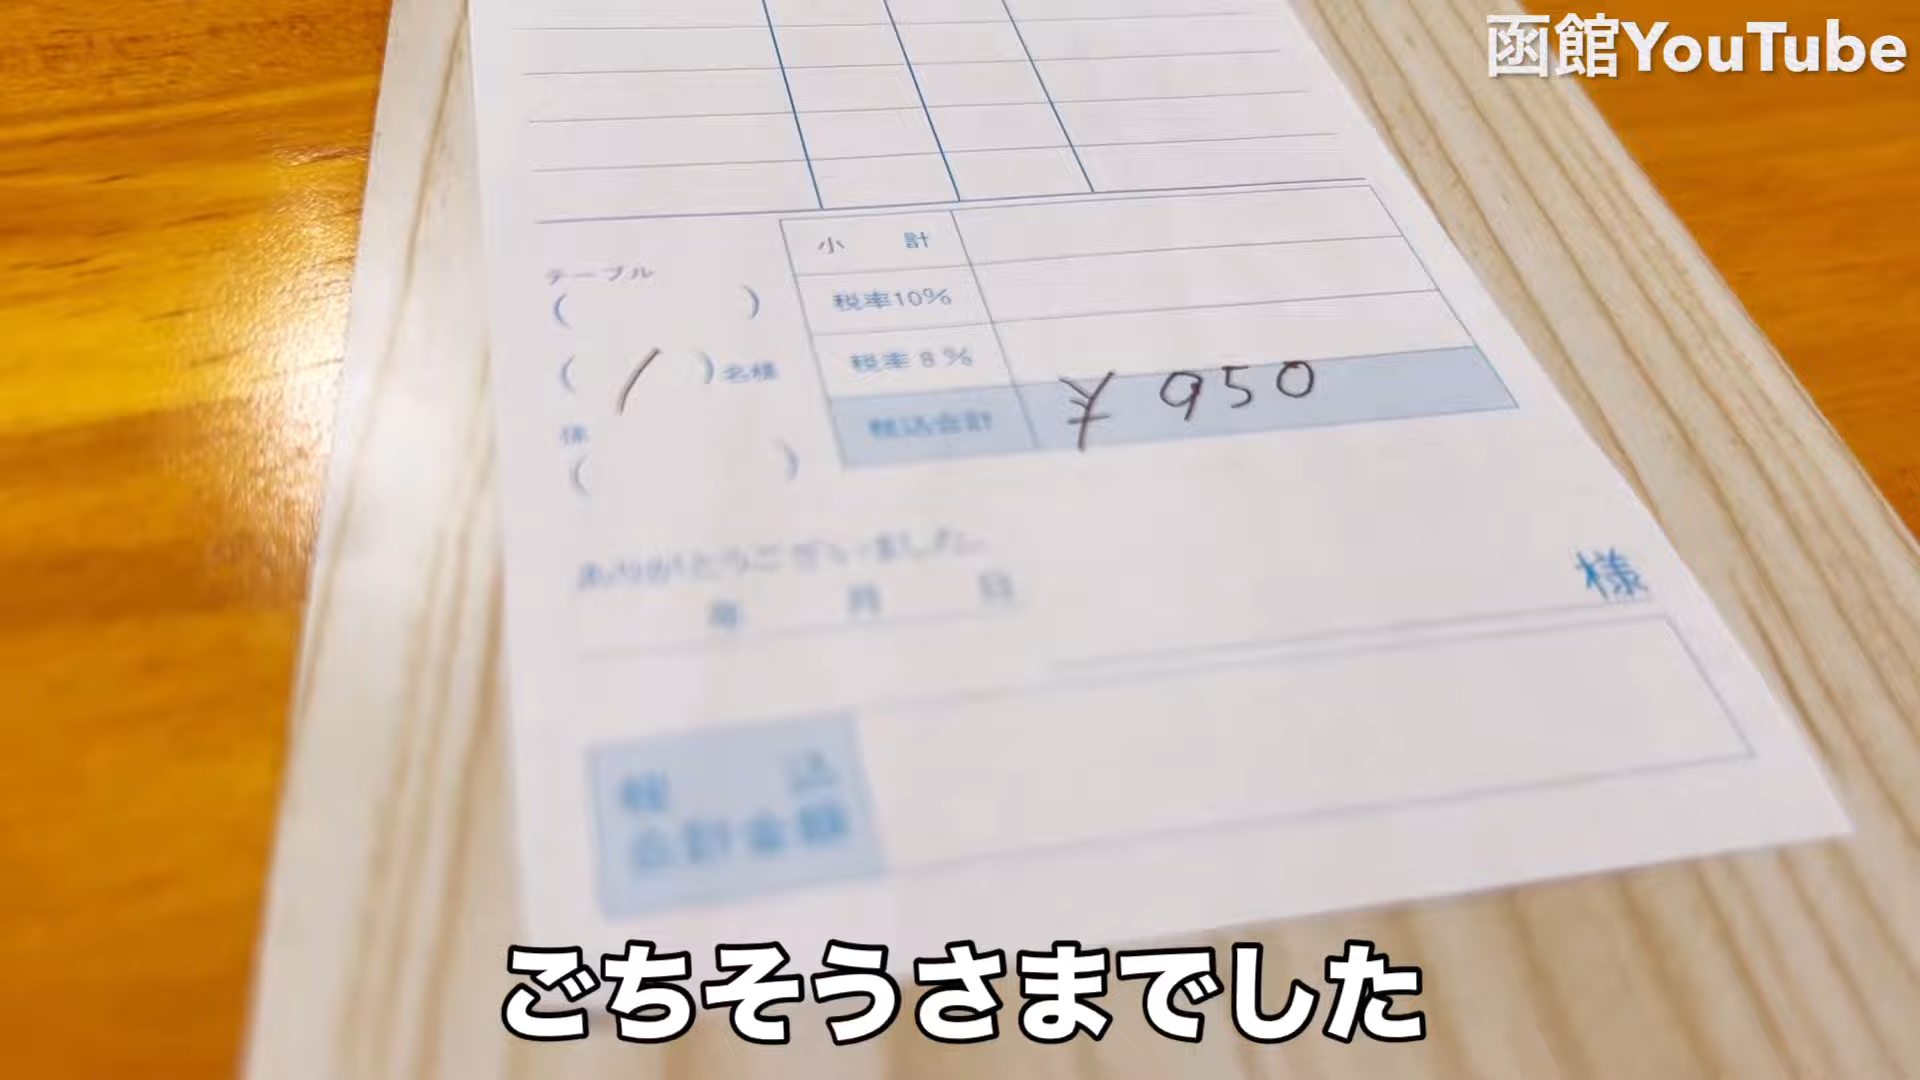 函館YouTube
小 計
テーブル
( )
税率10%
( / )名様
税率 8%
係
( )
税込合計 ¥950
ありがとうございました。
年 月 日
様
税 込
合計金額
ごちそうさまでした